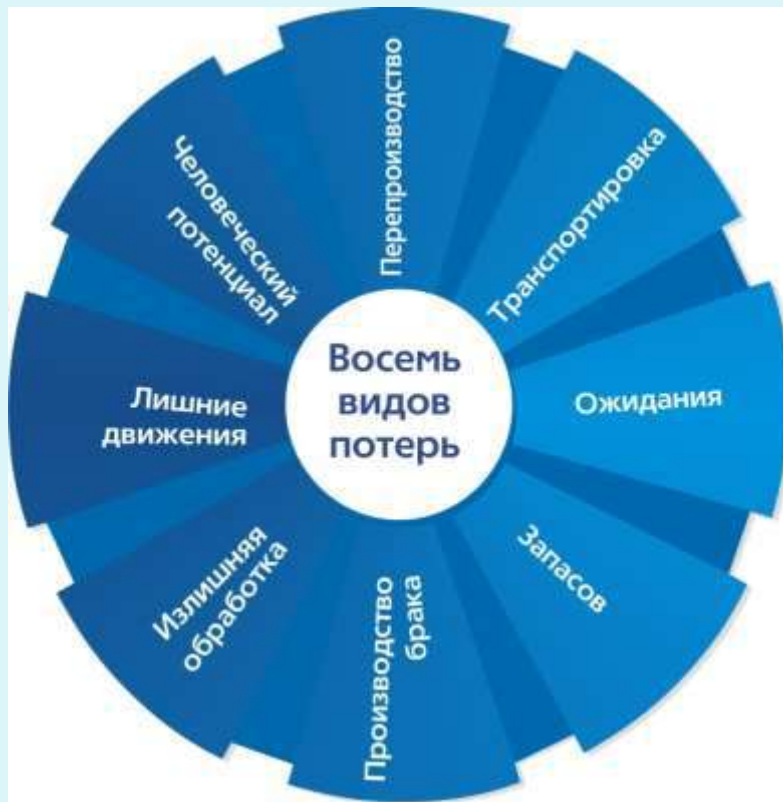 Восемь
видов
потерь
Перепроизводство
Транспортировка
Ожидания
Запасов
Производство
брака
Излишняя
обработка
Лишние
движения
Человеческий
потенциал